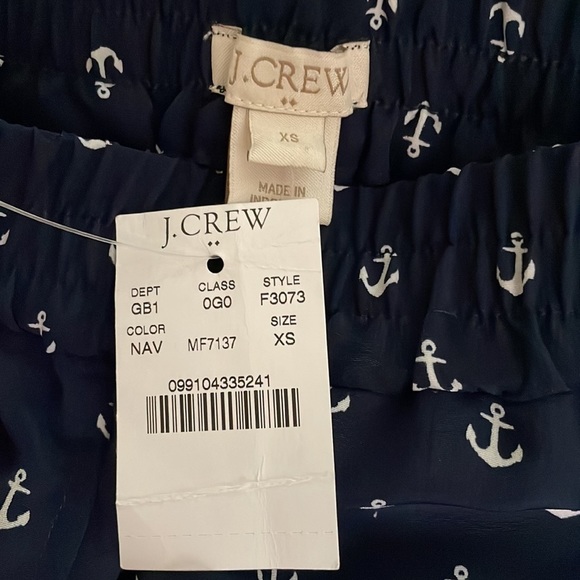 J.CREW
XS
MADE IN
J.CREW
DEPT CLASS STYLE
GB1 0G0 F3073
COLOR SIZE
NAV MF7137 XS
099104335241